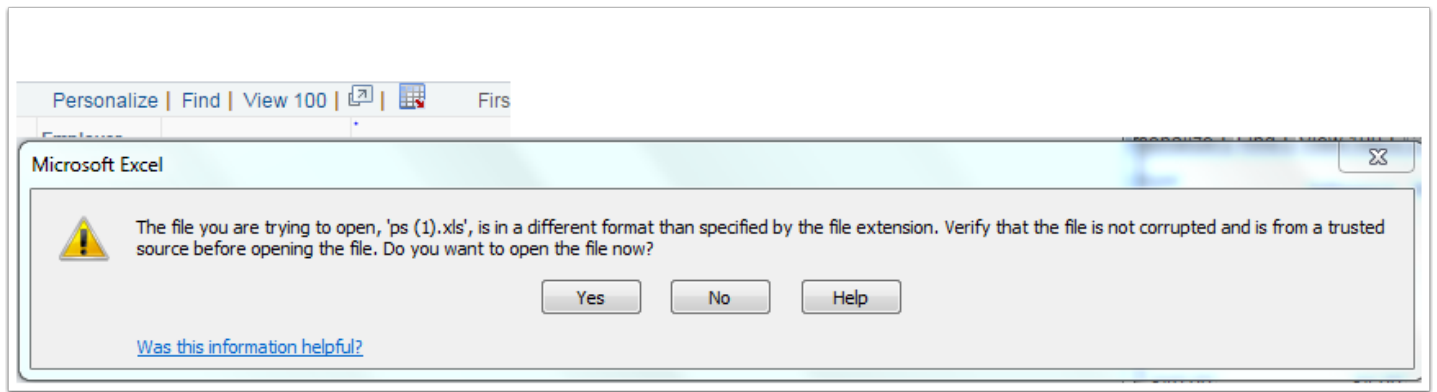 Personalize | Find | View 100 | |
Firs
Microsoft Excel
The file you are trying to open, 'ps (1).xls', is in a different format than specified by the file extension. Verify that the file is not corrupted and is from a trusted
source before opening the file. Do you want to open the file now?
Yes No Help
Was this information helpful?